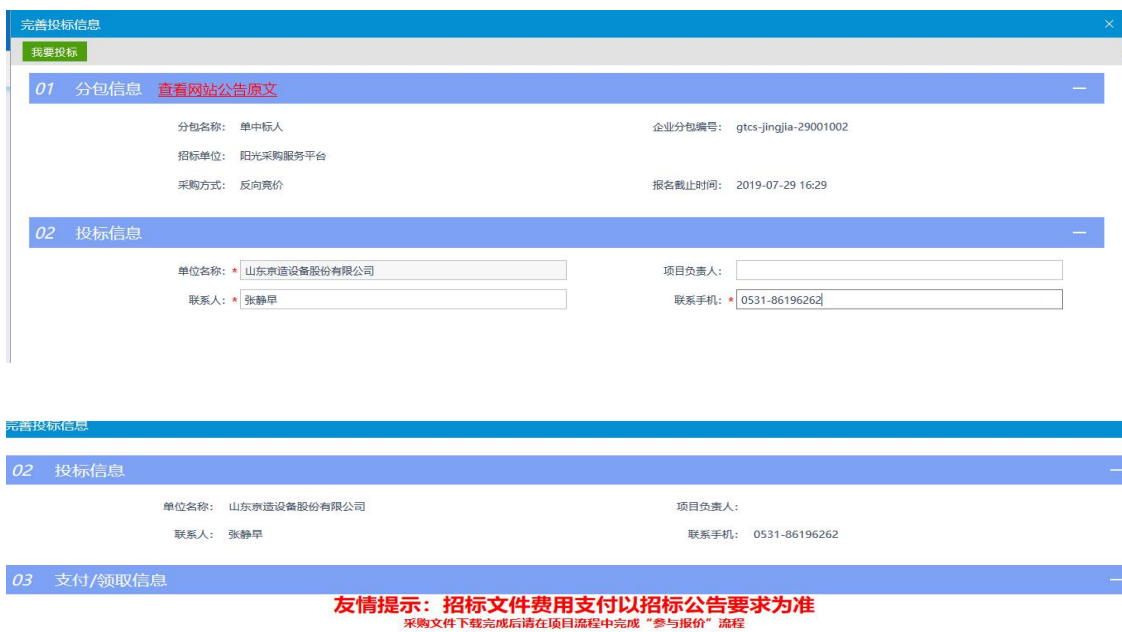 完善投标信息 ×
我要投标
01 分包信息 查看网站公告原文
分包名称： 单中标人 企业分包编号： gtcs-jingjia-29001002
招标单位： 阳光采购服务平台
采购方式： 反向竞价 报名截止时间： 2019-07-29 16:29
02 投标信息
单位名称：* 山东京造设备股份有限公司 项目负责人：
联系人：* 张静早 联系手机：* 0531-86196262
完善投标信息
02 投标信息
单位名称： 山东京造设备股份有限公司 项目负责人：
联系人： 张静早 联系手机： 0531-86196262
03 支付/领取信息
友情提示：招标文件费用支付以招标公告要求为准
采购文件下载完成后请在项目流程中完成“参与报价”流程